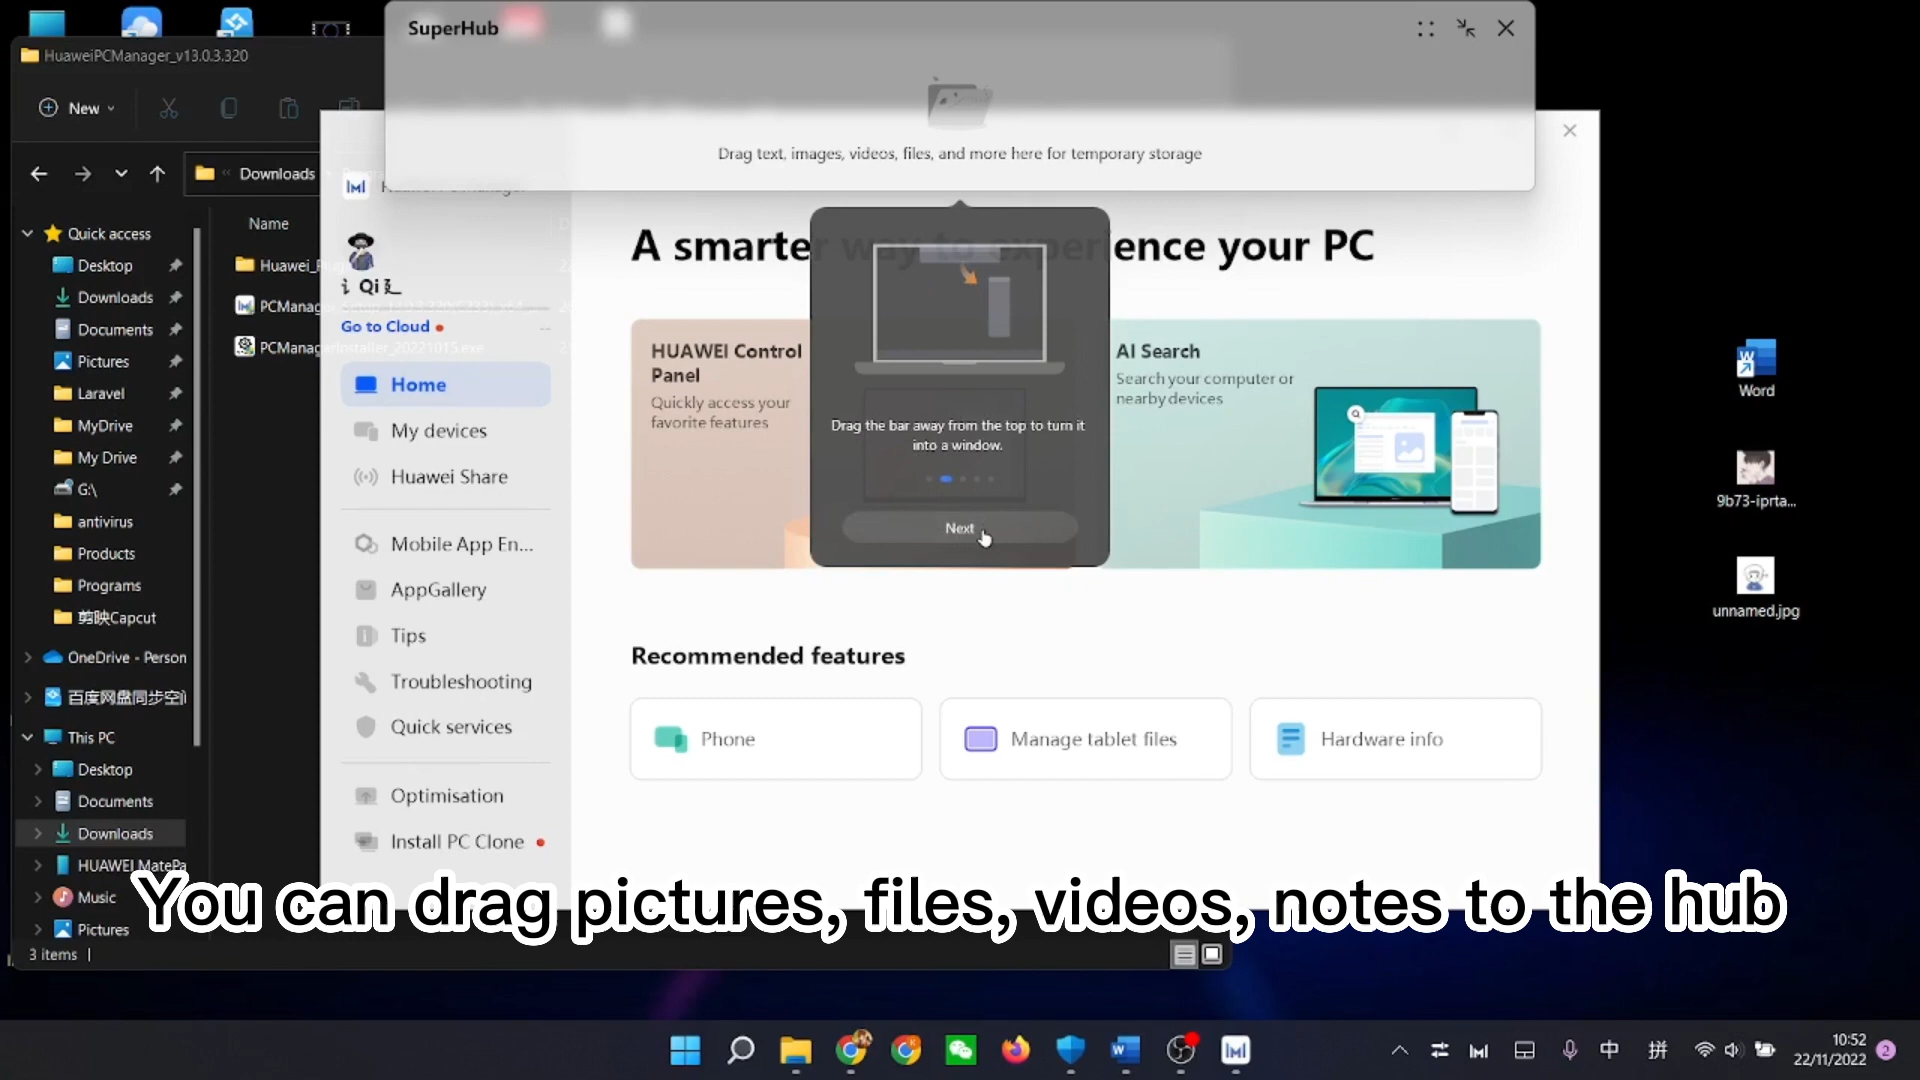 SuperHub
HuaweiPCManager_v13.0.3.320
New
Drag text, images, videos, files, and more here for temporary storage
Downloads
Name
Quick access
Desktop
Downloads
Documents
Pictures
Laravel
MyDrive
My Drive
G:\
antivirus
Products
Programs
剪映Capcut
OneDrive - Person
百度网盘同步空间
This PC
Desktop
Documents
Downloads
HUAWEI MatePa
Music
Pictures
3 items
Qi
Go to Cloud
Home
My devices
Huawei Share
Mobile App En...
AppGallery
Tips
Troubleshooting
Quick services
Optimisation
Install PC Clone
A smarter way to experience your PC
HUAWEI Control
Panel
Quickly access your
favorite features
Drag the bar away from the top to turn it
into a window.
Next
AI Search
Search your computer or
nearby devices
Recommended features
Phone
Manage tablet files
Hardware info
Word
9b73-iprta...
unnamed.jpg
You can drag pictures, files, videos, notes to the hub
中
拼
10:52
22/11/2022
2